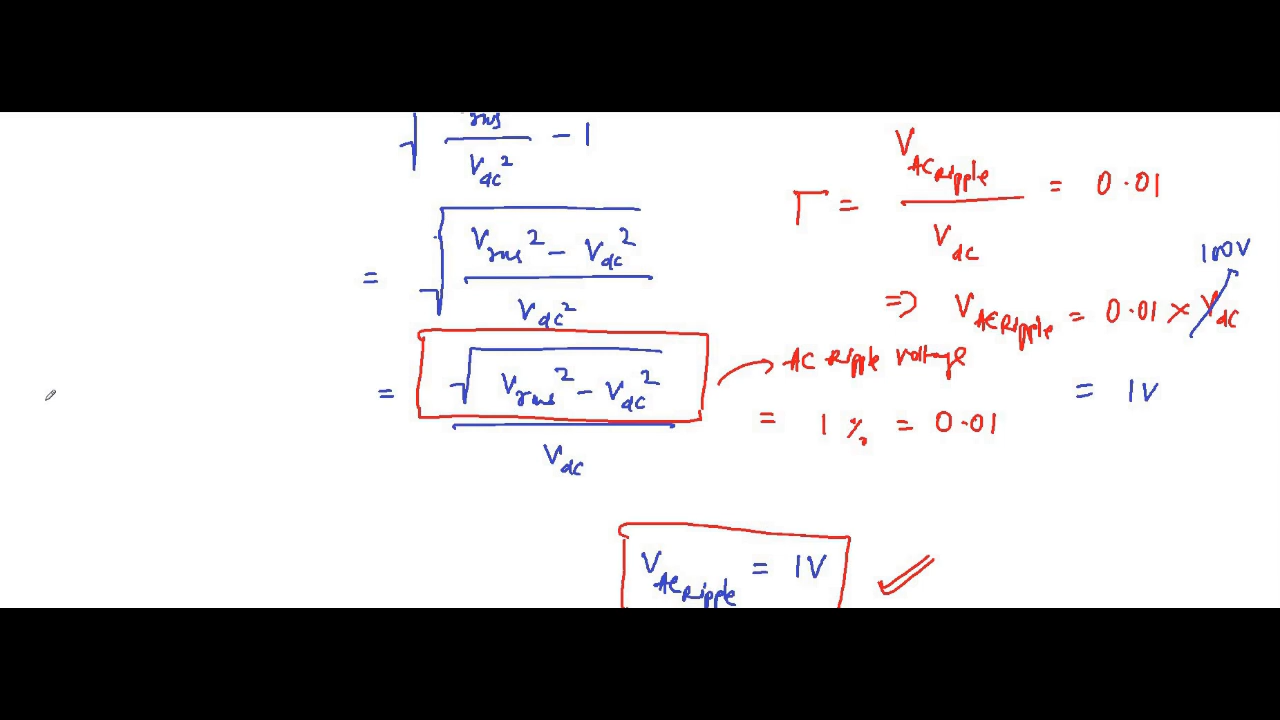 √(rms / V_dc² − 1)
= √((V_rms² − V_dc²) / V_dc²)
= √(V_rms² − V_dc²) / V_dc
Γ = V_AC Ripple / V_dc = 0.01
100V
⇒ V_AC Ripple = 0.01 × V_dc
= 1V
AC Ripple voltage
= 1 % = 0.01
V_AC Ripple = 1V